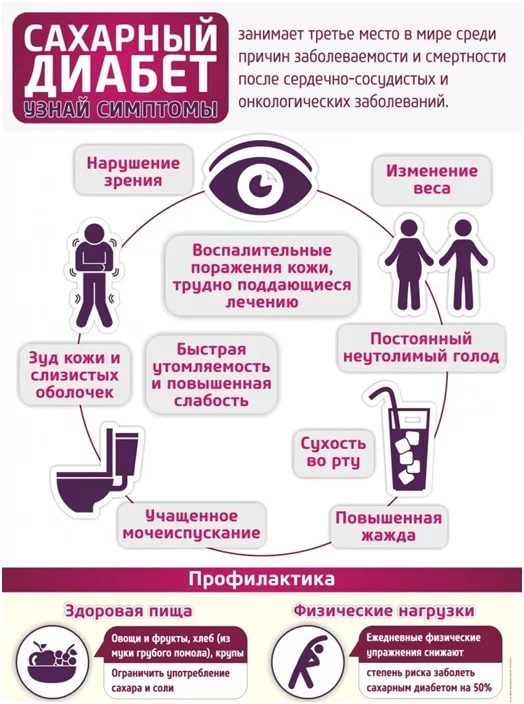 САХАРНЫЙ
ДИАБЕТ
УЗНАЙ СИМПТОМЫ
занимает третье место в мире среди
причин заболеваемости и смертности
после сердечно-сосудистых и
онкологических заболеваний.
Нарушение
зрения
Изменение
веса
Воспалительные
поражения кожи,
трудно поддающиеся
лечению
Зуд кожи и
слизистых
оболочек
Быстрая
утомляемость
и повышенная
слабость
Постоянный
неутолимый голод
Сухость
во рту
Учащенное
мочеиспускание
Повышенная
жажда
Профилактика
Здоровая пища
Овощи и фрукты, хлеб (из
муки грубого помола), крупы
Ограничить употребление
сахара и соли
Физические нагрузки
Ежедневные физические
упражнения снижают
степень риска заболеть
сахарным диабетом на 50%